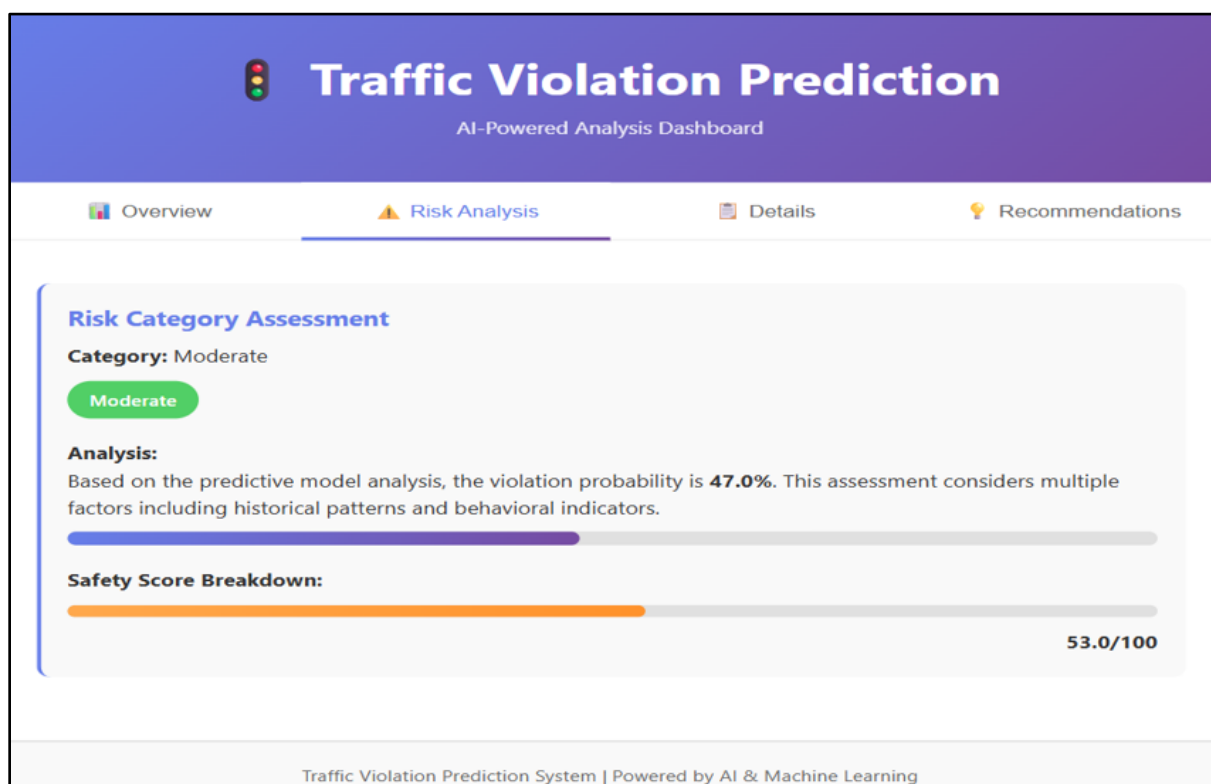 Traffic Violation Prediction
AI-Powered Analysis Dashboard
Overview
Risk Analysis
Details
Recommendations
Risk Category Assessment
Category: Moderate
Moderate
Analysis:
Based on the predictive model analysis, the violation probability is 47.0%. This assessment considers multiple
factors including historical patterns and behavioral indicators.
Safety Score Breakdown:
53.0/100
Traffic Violation Prediction System | Powered by AI & Machine Learning